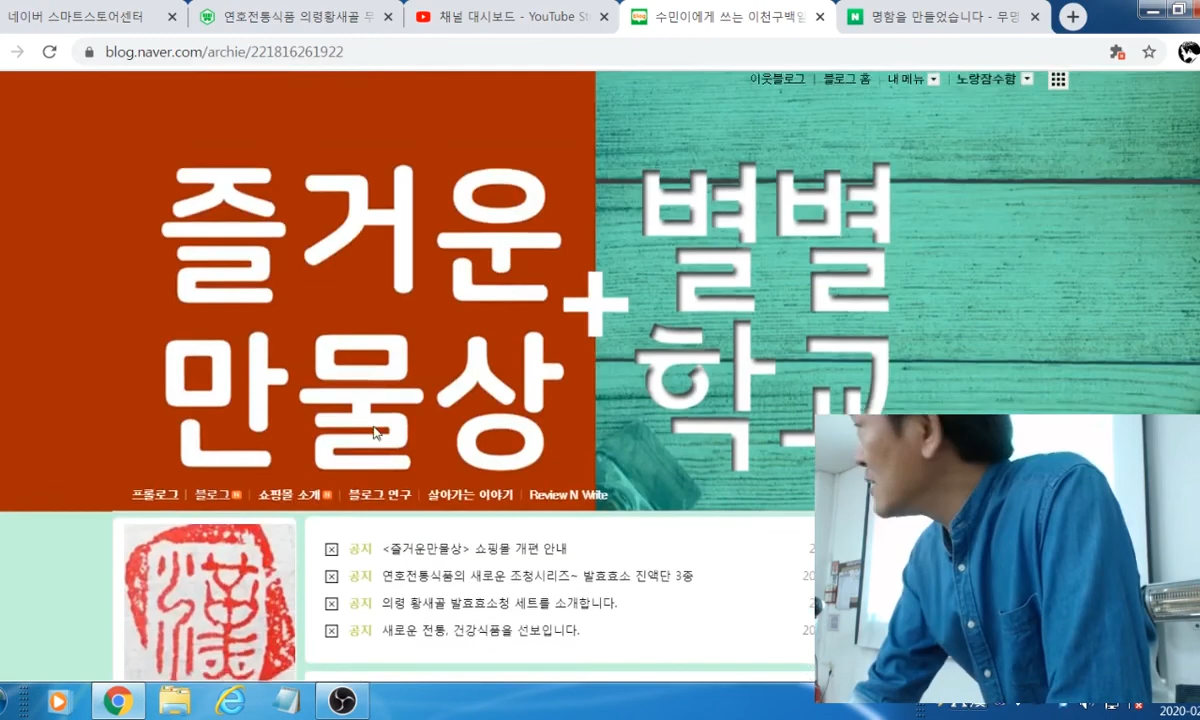 네이버 스마트스토어센터
연호전통식품 의령황새골 두
채널 대시보드 - YouTube St
수민이에게 쓰는 이천구백일
명함을 만들었습니다 - 무명
blog.naver.com/archie/221816261922
이웃블로그 | 블로그 홈 | 내 메뉴 | 노랑잠수함
즐거운
만물상
+
별별
학교
프롤로그 | 블로그 | 쇼핑몰 소개 | 블로그 연구 | 살아가는 이야기 | Review N Write
공지 <즐거운만물상> 쇼핑몰 개편 안내
공지 연호전통식품의 새로운 조청시리즈~ 발효효소 진액단 3종
공지 의령 황새골 발효효소청 세트를 소개합니다.
공지 새로운 전통, 건강식품을 선보입니다.
2020-02